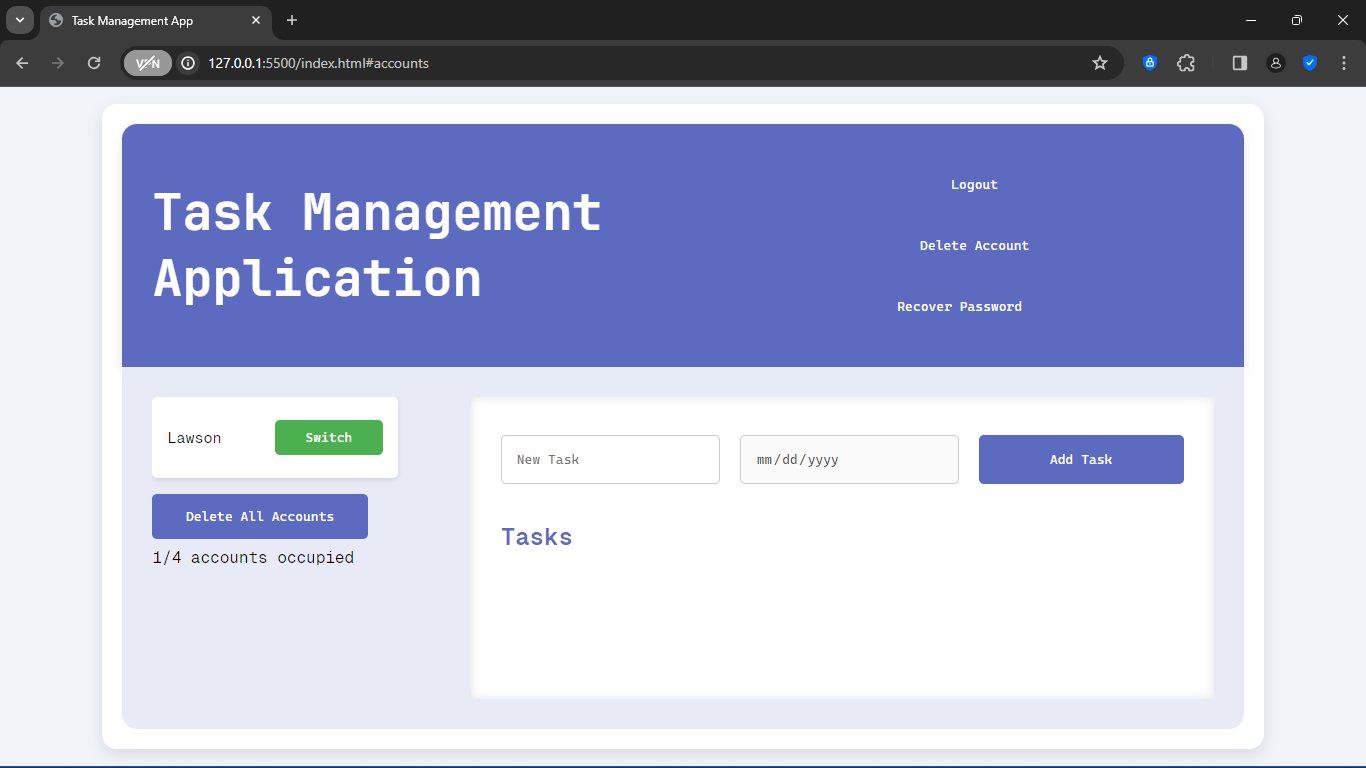 Task Management App
VPN
127.0.0.1:5500/index.html#accounts
Task Management
Application
Logout
Delete Account
Recover Password
Lawson
Switch
Delete All Accounts
1/4 accounts occupied
New Task
mm/dd/yyyy
Add Task
Tasks